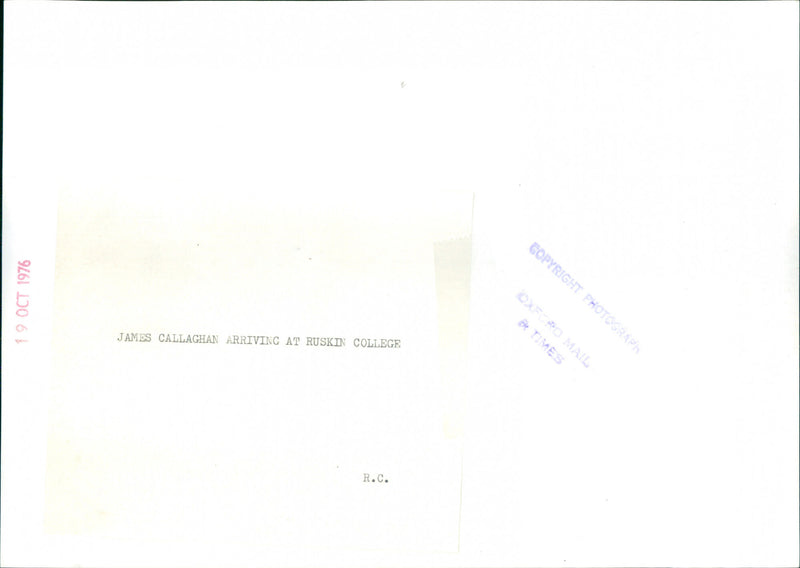 19 OCT 1976
JAMES CALLAGHAN ARRIVING AT RUSKIN COLLEGE
R.C.
COPYRIGHT PHOTOGRAPH
OXFORD MAIL
& TIMES